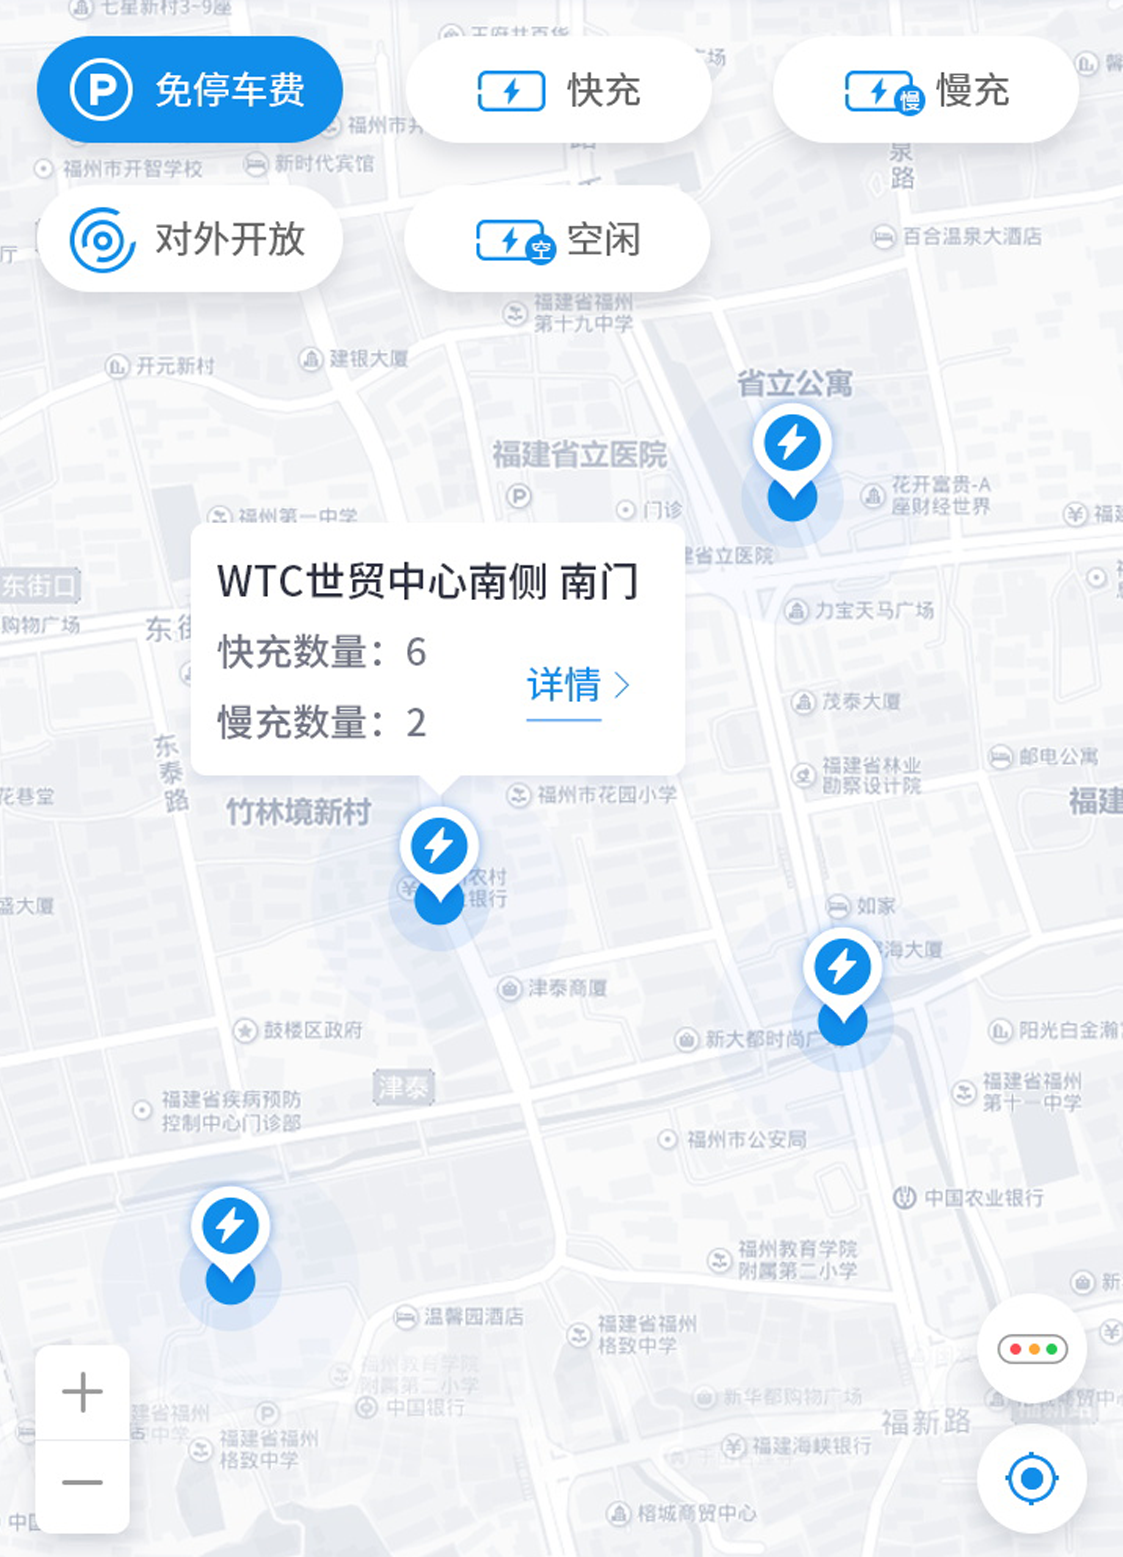 七星新村3~9座
王府井百货
免停车费
快充
慢 慢充
福州市开智学校
新时代宾馆
泉
路
对外开放
空 空闲
百合温泉大酒店
厅
福建省福州
第十九中学
开元新村
建银大厦
省立公寓
福建省立医院
门诊
花开富贵-A
座财经世界
福州第一中学
东街口
购物广场
建省立医院
力宝天马广场
东街
WTC世贸中心南侧 南门
快充数量：6
慢充数量：2
详情
茂泰大厦
东
泰
路
福建省林业
勘察设计院
邮电公寓
花巷堂
竹林境新村
福州市花园小学
福建
农村
业银行
盛大厦
如家
海大厦
津泰商厦
鼓楼区政府
新大都时尚广
阳光白金瀚宫
津泰
福建省疾病预防
控制中心门诊部
福建省福州
第十一中学
福州市公安局
中国农业银行
福州教育学院
附属第二小学
新
温馨园酒店
福建省福州
格致中学
福州教育学院
附属第二小学
中国银行
新华都购物广场
建省福州
福建省福州
格致中学
福新路
福建海峡银行
榕城商贸中心